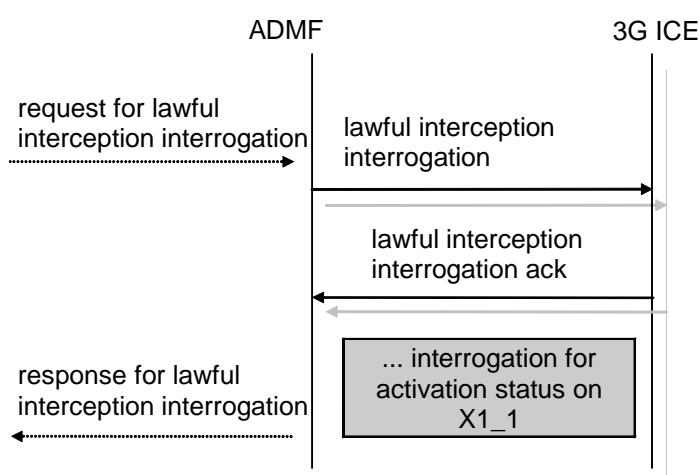 ADMF
3G ICE
request for lawful
interception interrogation
lawful interception
interrogation
lawful interception
interrogation ack
... interrogation for
activation status on
X1_1
response for lawful
interception interrogation